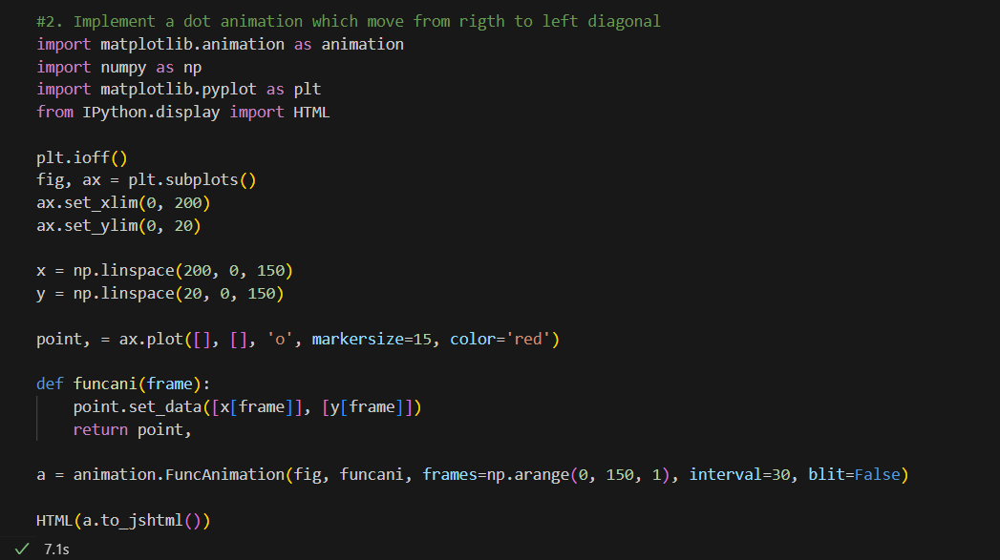 #2. Implement a dot animation which move from rigth to left diagonal
import matplotlib.animation as animation
import numpy as np
import matplotlib.pyplot as plt
from IPython.display import HTML

plt.ioff()
fig, ax = plt.subplots()
ax.set_xlim(0, 200)
ax.set_ylim(0, 20)

x = np.linspace(200, 0, 150)
y = np.linspace(20, 0, 150)

point, = ax.plot([], [], 'o', markersize=15, color='red')

def funcani(frame):
    point.set_data([x[frame]], [y[frame]])
    return point,

a = animation.FuncAnimation(fig, funcani, frames=np.arange(0, 150, 1), interval=30, blit=False)

HTML(a.to_jshtml())
✓ 7.1s